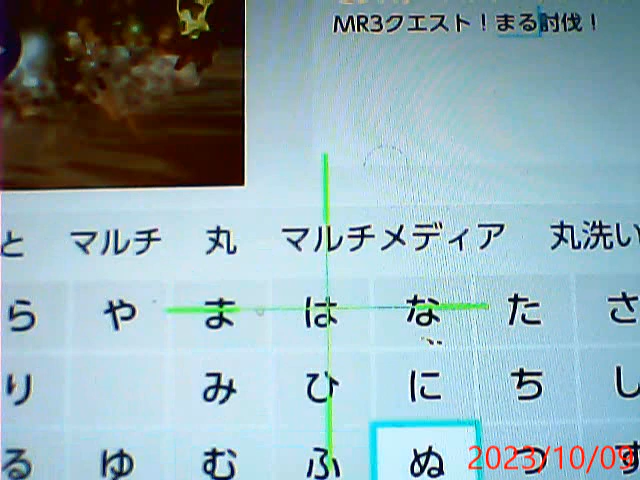 MR3クエスト！まる討伐！
と マルチ 丸 マルチメディア 丸洗い
ら や ま は な た さ
り み ひ に ち し
る ゆ む ふ ぬ つ す
2023/10/09